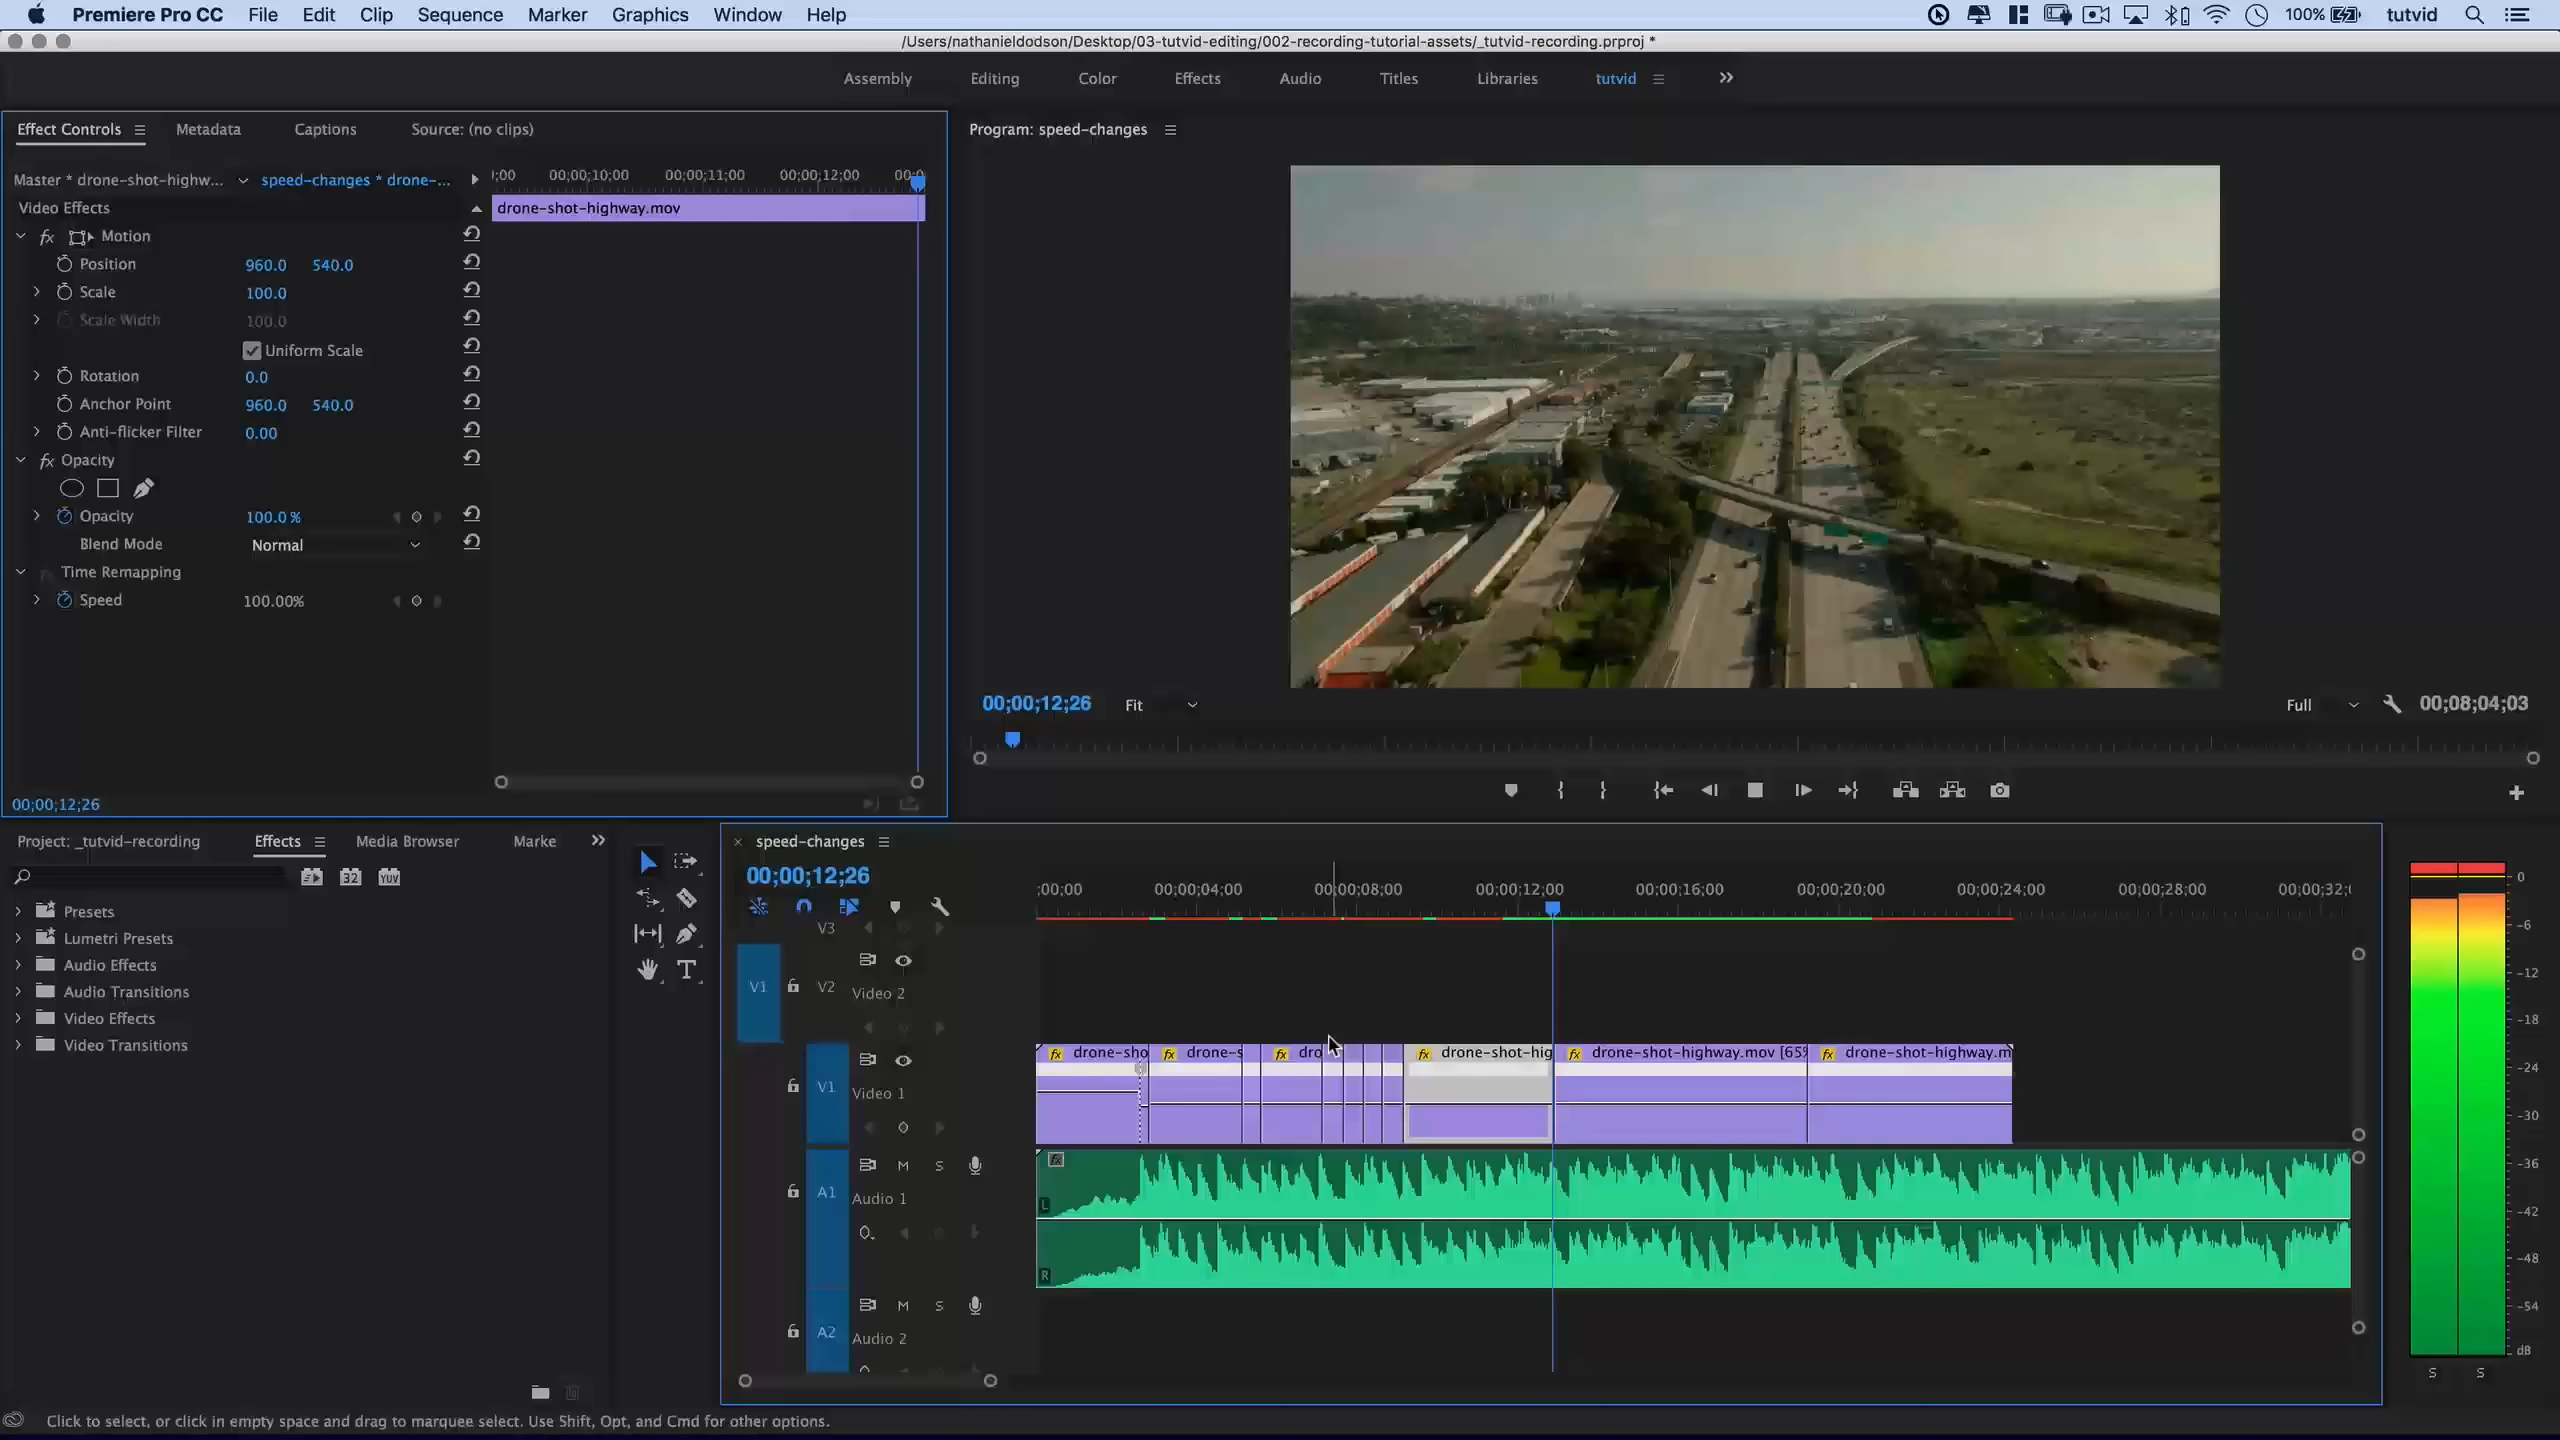 Premiere Pro CC File Edit Clip Sequence Marker Graphics Window Help 100% tutvid
/Users/nathanieldodson/Desktop/03-tutvid-editing/002-recording-tutorial-assets/_tutvid-recording.prproj *
Assembly Editing Color Effects Audio Titles Libraries tutvid
Effect Controls Metadata Captions Source: (no clips)
Program: speed-changes
Master * drone-shot-highw... speed-changes * drone-...
;00 00;00;10;00 00;00;11;00 00;00;12;00 00;0
Video Effects
drone-shot-highway.mov
fx Motion
Position 960.0 540.0
Scale 100.0
Scale Width 100.0
Uniform Scale
Rotation 0.0
Anchor Point 960.0 540.0
Anti-flicker Filter 0.00
fx Opacity
Opacity 100.0 %
Blend Mode Normal
Time Remapping
Speed 100.00%
00;00;12;26
00;00;12;26 Fit Full 00;08;04;03
Project: _tutvid-recording Effects Media Browser Marke
32 YUV
Presets
Lumetri Presets
Audio Effects
Audio Transitions
Video Effects
Video Transitions
speed-changes
00;00;12;26
;00;00 00;00;04;00 00;00;08;00 00;00;12;00 00;00;16;00 00;00;20;00 00;00;24;00 00;00;28;00 00;00;32;
V3
V1 V2 Video 2
V1 Video 1
fx drone-sho fx drone-s fx dro fx drone-shot-hig fx drone-shot-highway.mov [65% fx drone-shot-highway.m
A1 M S Audio 1
fx
L
R
A2 M S Audio 2
0
-6
-12
-18
-24
-30
-36
-42
-48
-54
dB
S S
Click to select, or click in empty space and drag to marquee select. Use Shift, Opt, and Cmd for other options.